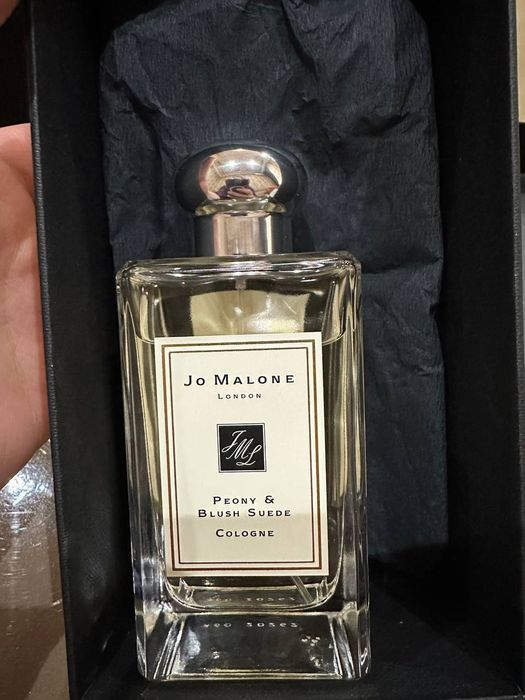 JO MALONE
LONDON
JML
PEONY &
BLUSH SUEDE
COLOGNE